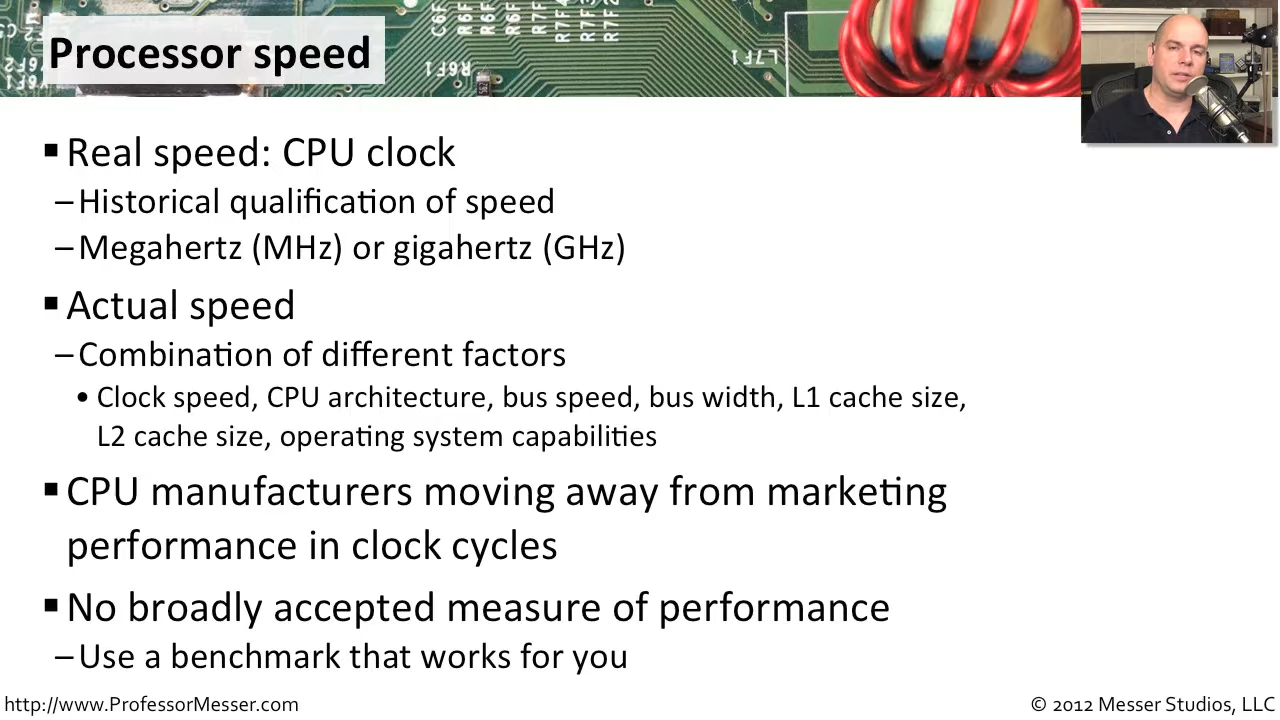 Processor speed
▪ Real speed: CPU clock
– Historical qualification of speed
– Megahertz (MHz) or gigahertz (GHz)
▪ Actual speed
– Combination of different factors
• Clock speed, CPU architecture, bus speed, bus width, L1 cache size,
L2 cache size, operating system capabilities
▪ CPU manufacturers moving away from marketing
performance in clock cycles
▪ No broadly accepted measure of performance
– Use a benchmark that works for you
http://www.ProfessorMesser.com
© 2012 Messer Studios, LLC